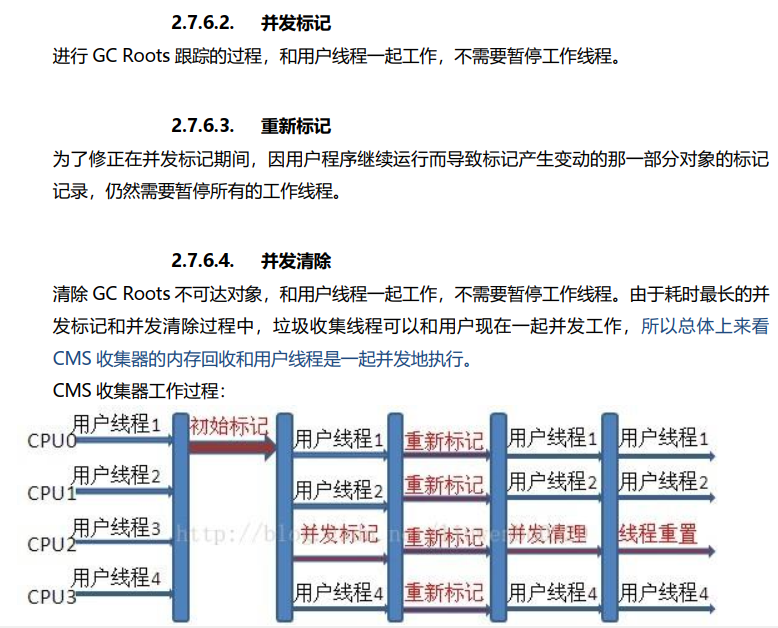 2.7.6.2. 并发标记
进行 GC Roots 跟踪的过程，和用户线程一起工作，不需要暂停工作线程。
2.7.6.3. 重新标记
为了修正在并发标记期间，因用户程序继续运行而导致标记产生变动的那一部分对象的标记
记录，仍然需要暂停所有的工作线程。
2.7.6.4. 并发清除
清除 GC Roots 不可达对象，和用户线程一起工作，不需要暂停工作线程。由于耗时最长的并
发标记和并发清除过程中，垃圾收集线程可以和用户现在一起并发工作，所以总体上来看
CMS 收集器的内存回收和用户线程是一起并发地执行。
CMS 收集器工作过程：
CPU0 用户线程1 初始标记 用户线程1 重新标记 用户线程1 用户线程1
CPU1 用户线程2 用户线程2 重新标记 用户线程2 用户线程2
CPU2 用户线程3 并发标记 重新标记 并发清理 线程重置
CPU3 用户线程4 用户线程4 重新标记 用户线程4 用户线程4